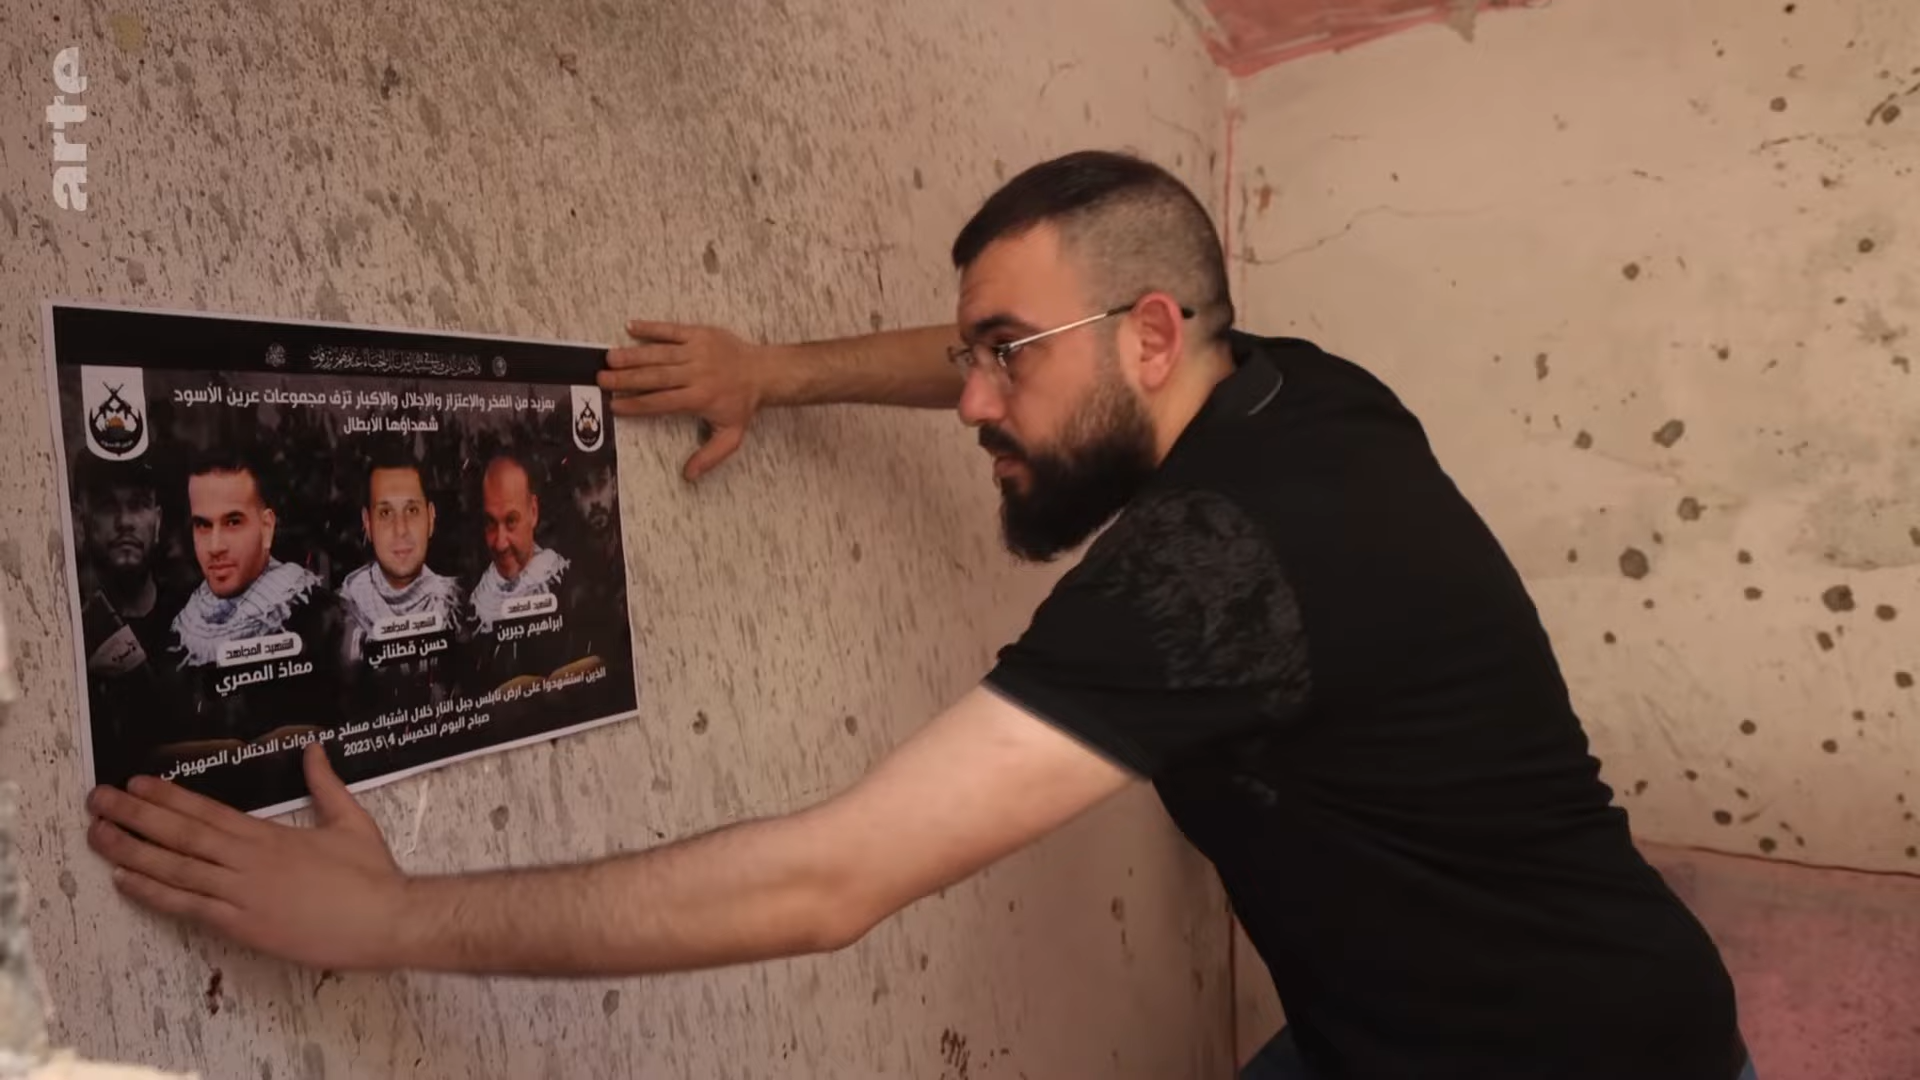 arte
بمزيد من الفخر والإعتزاز والإجلال والإكبار تزف مجموعات عرين الأسود
شهداؤها الأبطال
الشهيد المجاهد
ابراهيم جبرين
الشهيد المجاهد
حسن قطناني
الشهيد المجاهد
معاذ المصري
الذين استشهدوا على ارض نابلس جبل النار خلال اشتباك مسلح مع قوات الاحتلال الصهيوني
صباح اليوم الخميس 4\5\2023